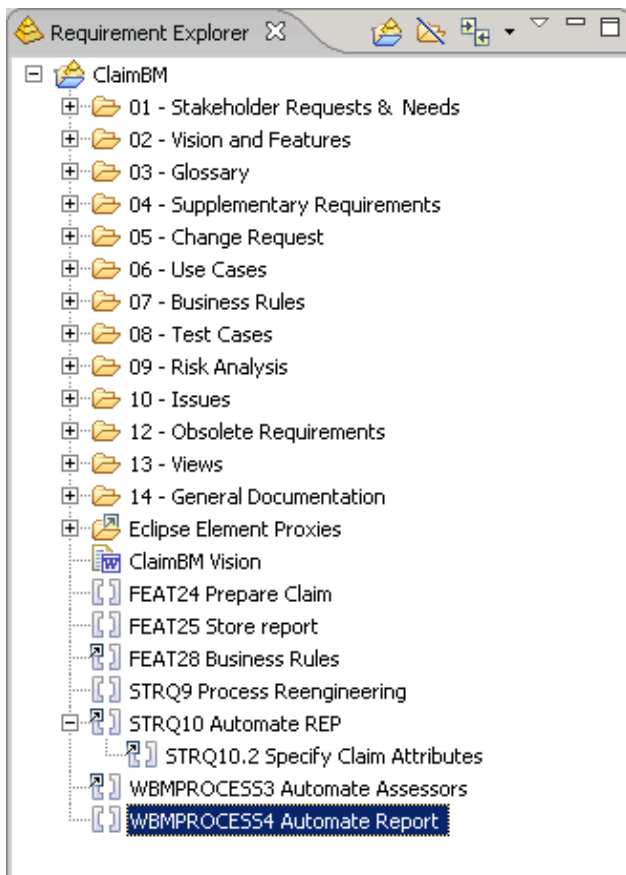 Requirement Explorer
ClaimBM
01 - Stakeholder Requests & Needs
02 - Vision and Features
03 - Glossary
04 - Supplementary Requirements
05 - Change Request
06 - Use Cases
07 - Business Rules
08 - Test Cases
09 - Risk Analysis
10 - Issues
12 - Obsolete Requirements
13 - Views
14 - General Documentation
Eclipse Element Proxies
ClaimBM Vision
FEAT24 Prepare Claim
FEAT25 Store report
FEAT28 Business Rules
STRQ9 Process Reengineering
STRQ10 Automate REP
STRQ10.2 Specify Claim Attributes
WBMPROCESS3 Automate Assessors
WBMPROCESS4 Automate Report